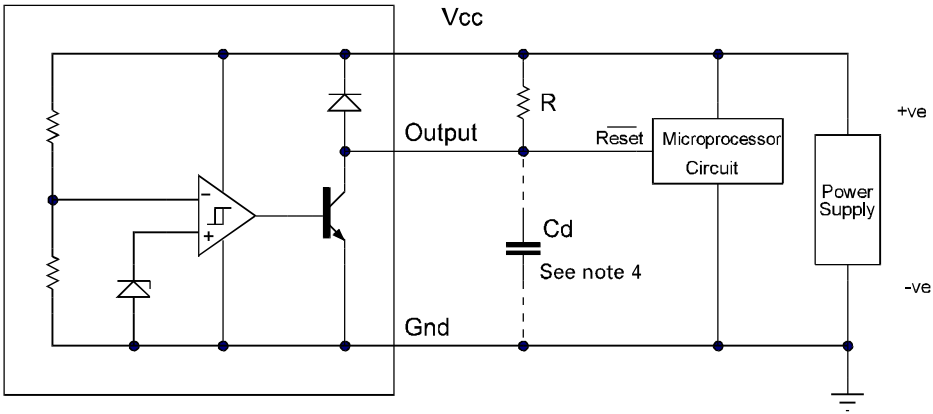 Vcc
+ve
R
Output
Reset
Microprocessor
Circuit
Power
Supply
-
+
Cd
See note 4
-ve
Gnd